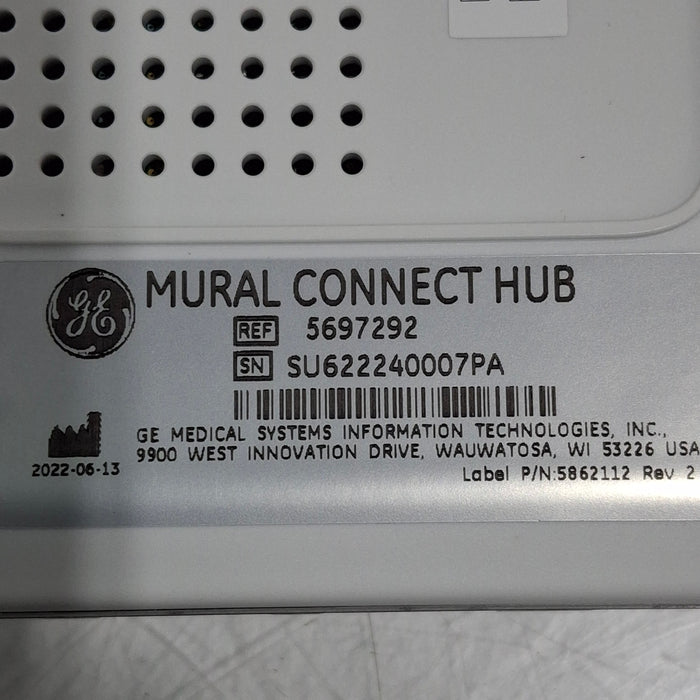 GE MURAL CONNECT HUB
REF 5697292
SN SU622240007PA
GE MEDICAL SYSTEMS INFORMATION TECHNOLOGIES, INC.,
9900 WEST INNOVATION DRIVE, WAUWATOSA, WI 53226 USA
2022-06-13
Label P/N:5862112 Rev 2